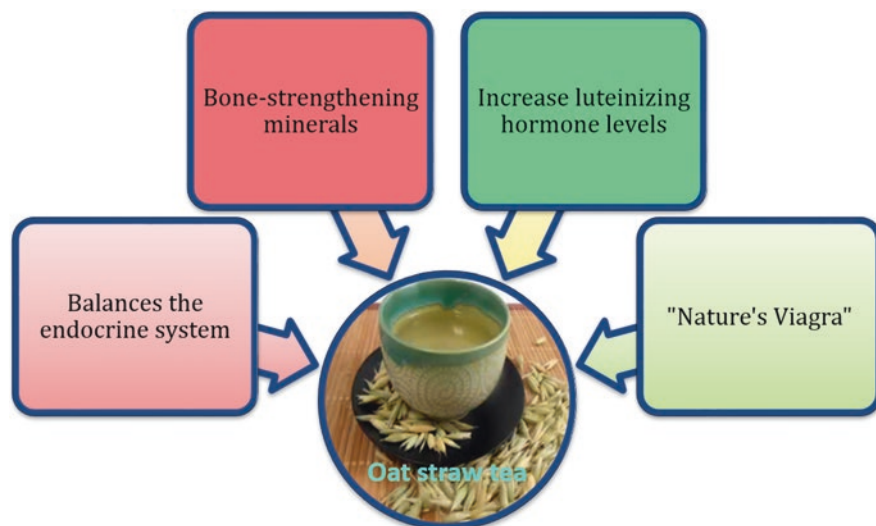 Bone-strengthening
minerals
Increase luteinizing
hormone levels
Balances the
endocrine system
"Nature's Viagra"
Oat straw tea